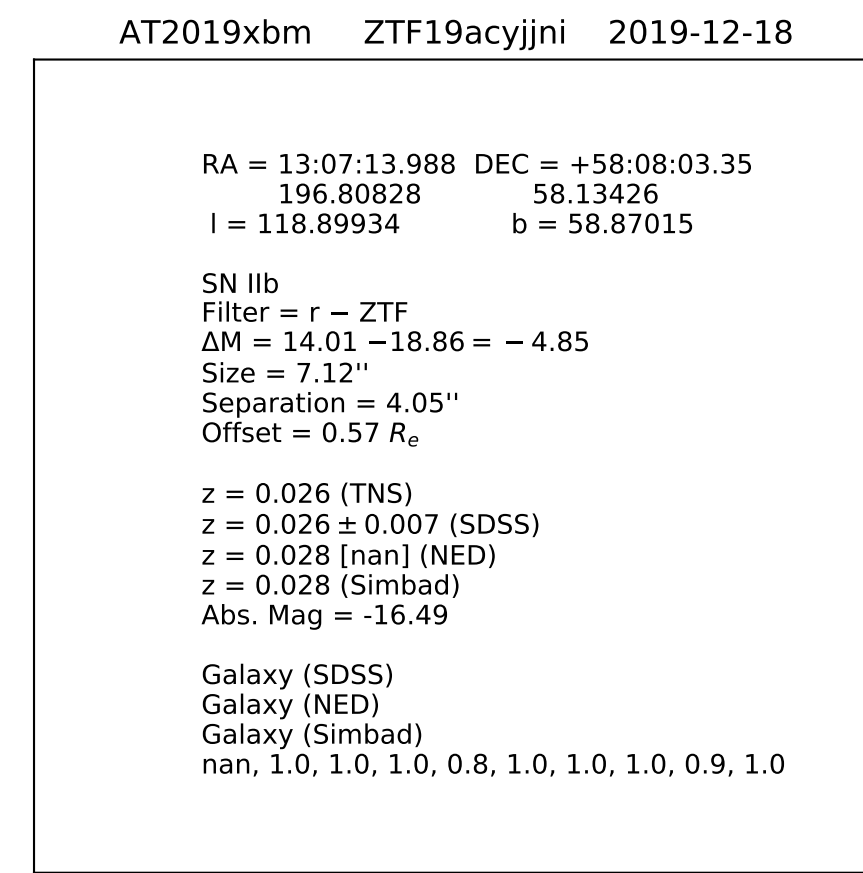 AT2019xbm ZTF19acyjjni 2019-12-18
RA = 13:07:13.988 DEC = +58:08:03.35
196.80828 58.13426
l = 118.89934 b = 58.87015
SN IIb
Filter = r − ZTF
ΔM = 14.01 −18.86 = − 4.85
Size = 7.12''
Separation = 4.05''
Offset = 0.57 Rₑ
z = 0.026 (TNS)
z = 0.026 ± 0.007 (SDSS)
z = 0.028 [nan] (NED)
z = 0.028 (Simbad)
Abs. Mag = -16.49
Galaxy (SDSS)
Galaxy (NED)
Galaxy (Simbad)
nan, 1.0, 1.0, 1.0, 0.8, 1.0, 1.0, 1.0, 0.9, 1.0